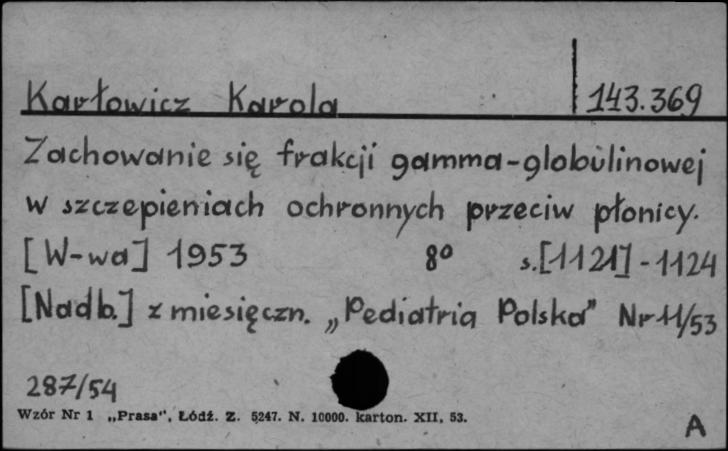 Karłowicz Karola 143.369
Zachowanie się frakcji gamma-globulinowej
w szczepieniach ochronnych przeciw płonicy.
[W-wa] 1953 8º s.[1121]-1124
[Nadb.] z miesięczn. „Pediatria Polska" Nr 11/53
287/54
Wzór Nr 1 „Prasa", Łódź. Z. 5247. N. 10000. karton. XII, 53.
A